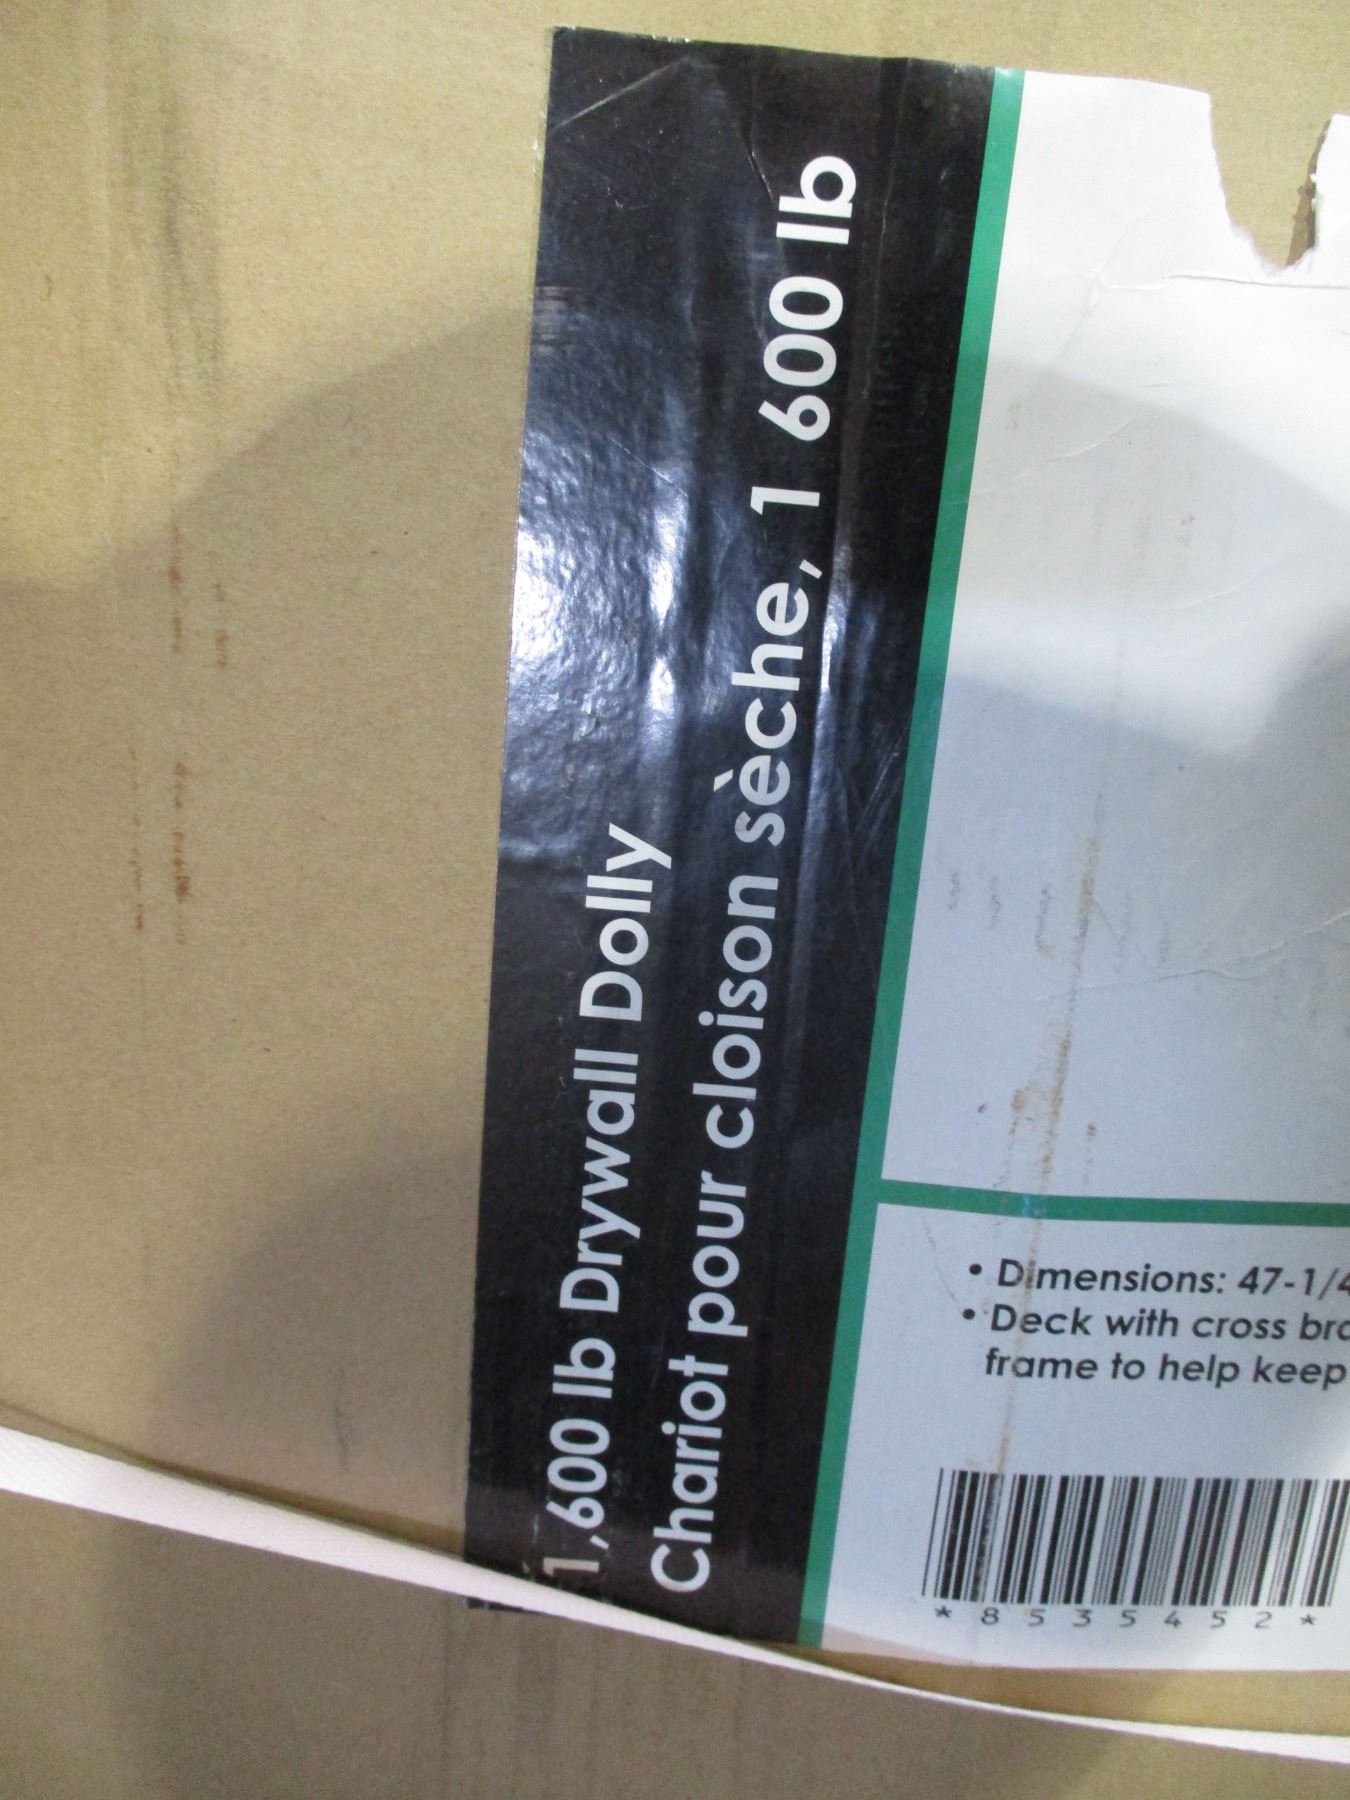 1,600 lb Drywall Dolly
Chariot pour cloison sèche, 1 600 lb
• Dimensions: 47-1/4
• Deck with cross
frame to help keep
*8535452*